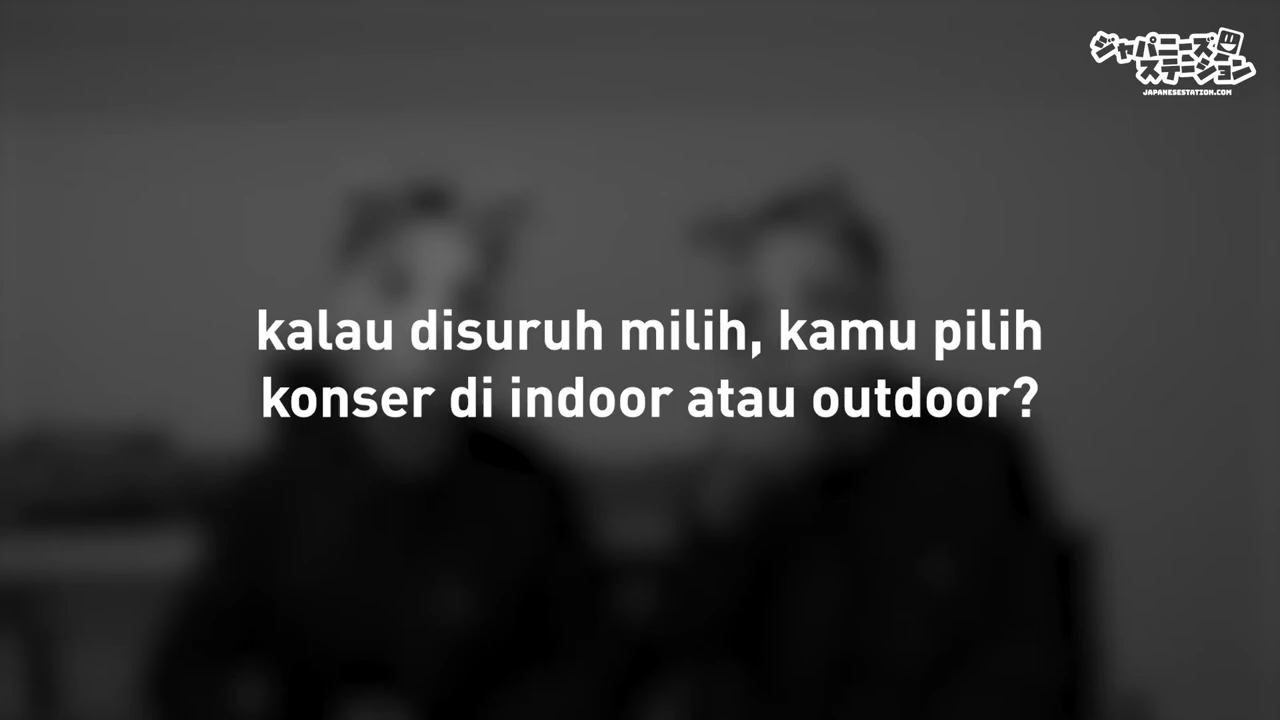 ジャパニーズ
ステーション
JAPANESESTATION.COM
kalau disuruh milih, kamu pilih
konser di indoor atau outdoor?